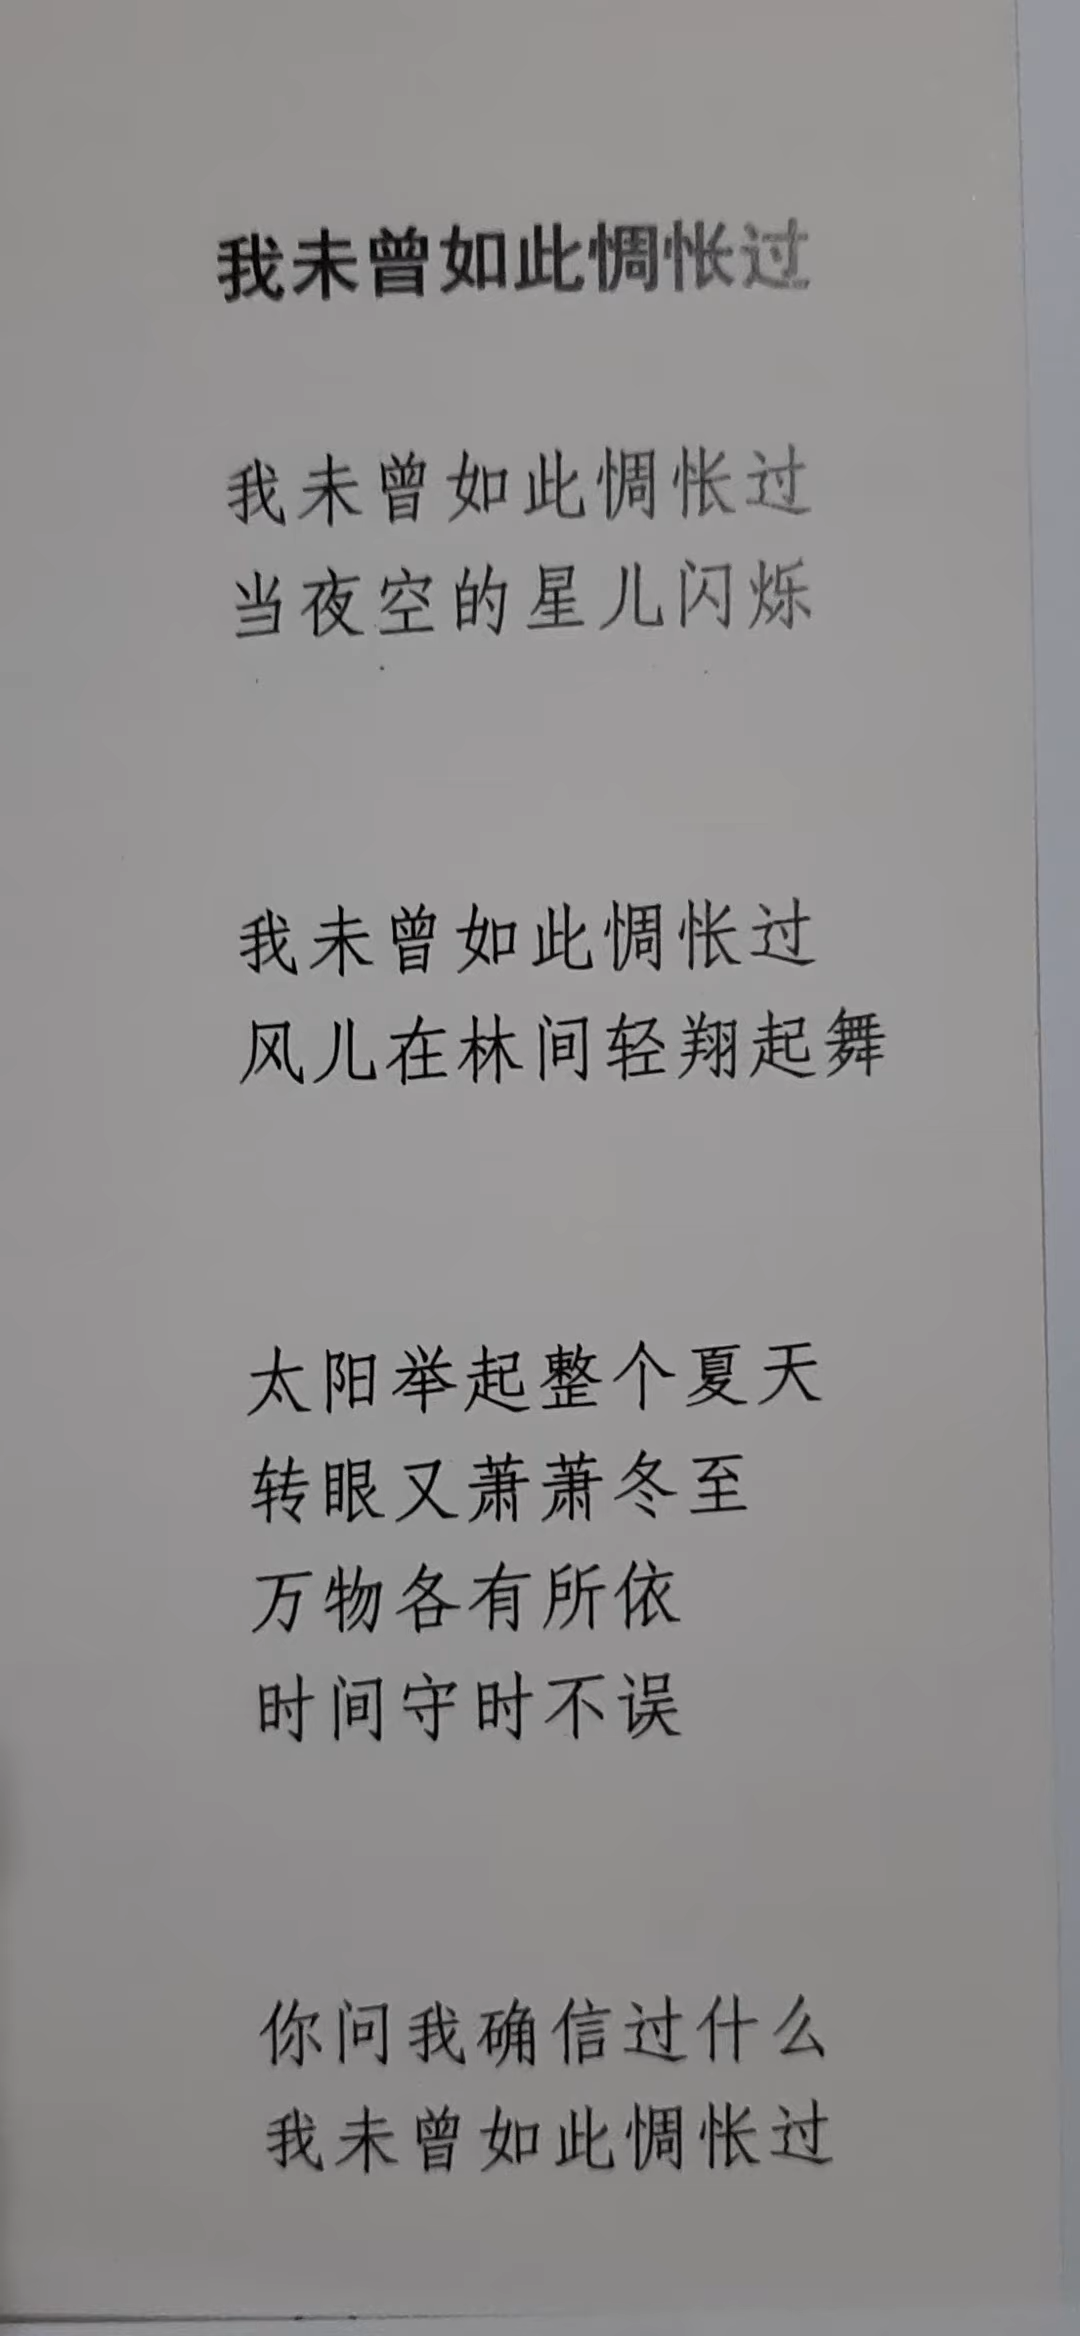 我未曾如此惆怅过
我未曾如此惆怅过
当夜空的星儿闪烁
我未曾如此惆怅过
风儿在林间轻翔起舞
太阳举起整个夏天
转眼又萧萧冬至
万物各有所依
时间守时不误
你问我确信过什么
我未曾如此惆怅过